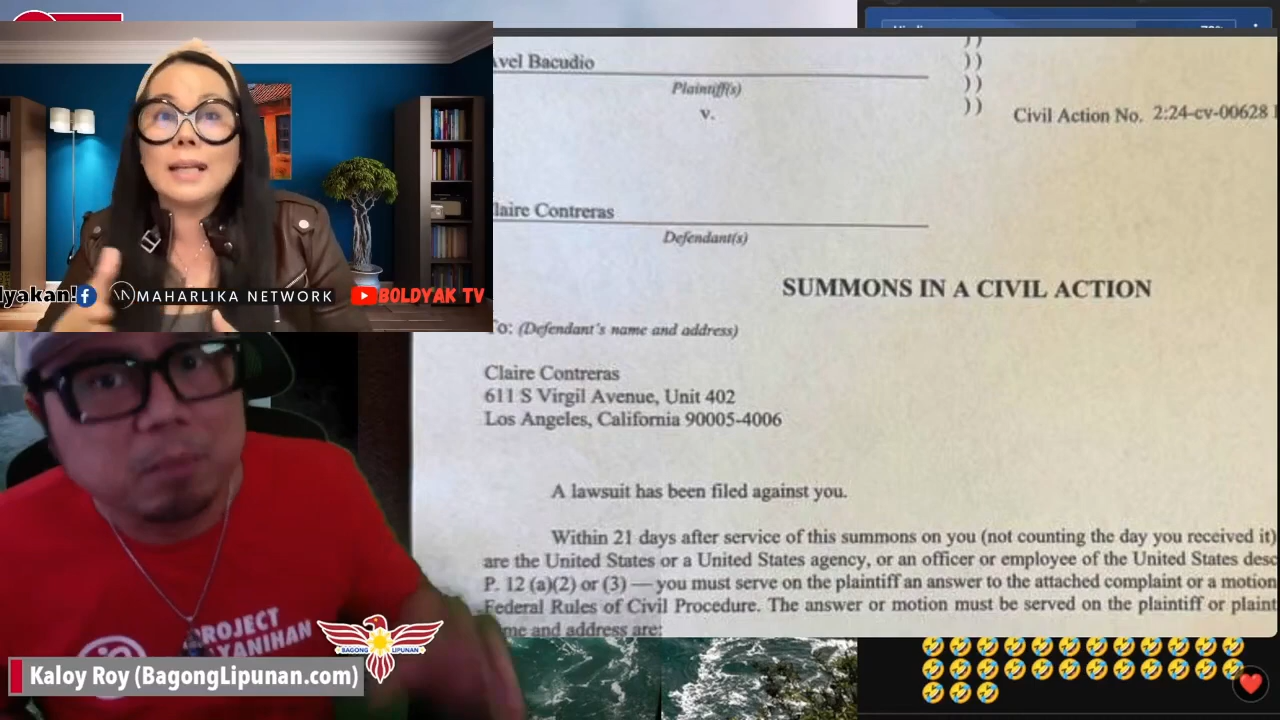 vel Bacudio
Plaintiff(s)
v.
))
))
))
))
Civil Action No. 2:24-cv-00628
laire Contreras
Defendant(s)
SUMMONS IN A CIVIL ACTION
o: (Defendant's name and address)
Claire Contreras
611 S Virgil Avenue, Unit 402
Los Angeles, California 90005-4006
A lawsuit has been filed against you.
Within 21 days after service of this summons on you (not counting the day you received it)
are the United States or a United States agency, or an officer or employee of the United States desc
P. 12 (a)(2) or (3) — you must serve on the plaintiff an answer to the attached complaint or a motion
Federal Rules of Civil Procedure. The answer or motion must be served on the plaintiff or plaint
me and address are:
lyakan!
MAHARLIKA NETWORK
BOLDYAK TV
PROJECT
YANIHAN
BAGONG LIPUNAN
Kaloy Roy (BagongLipunan.com)